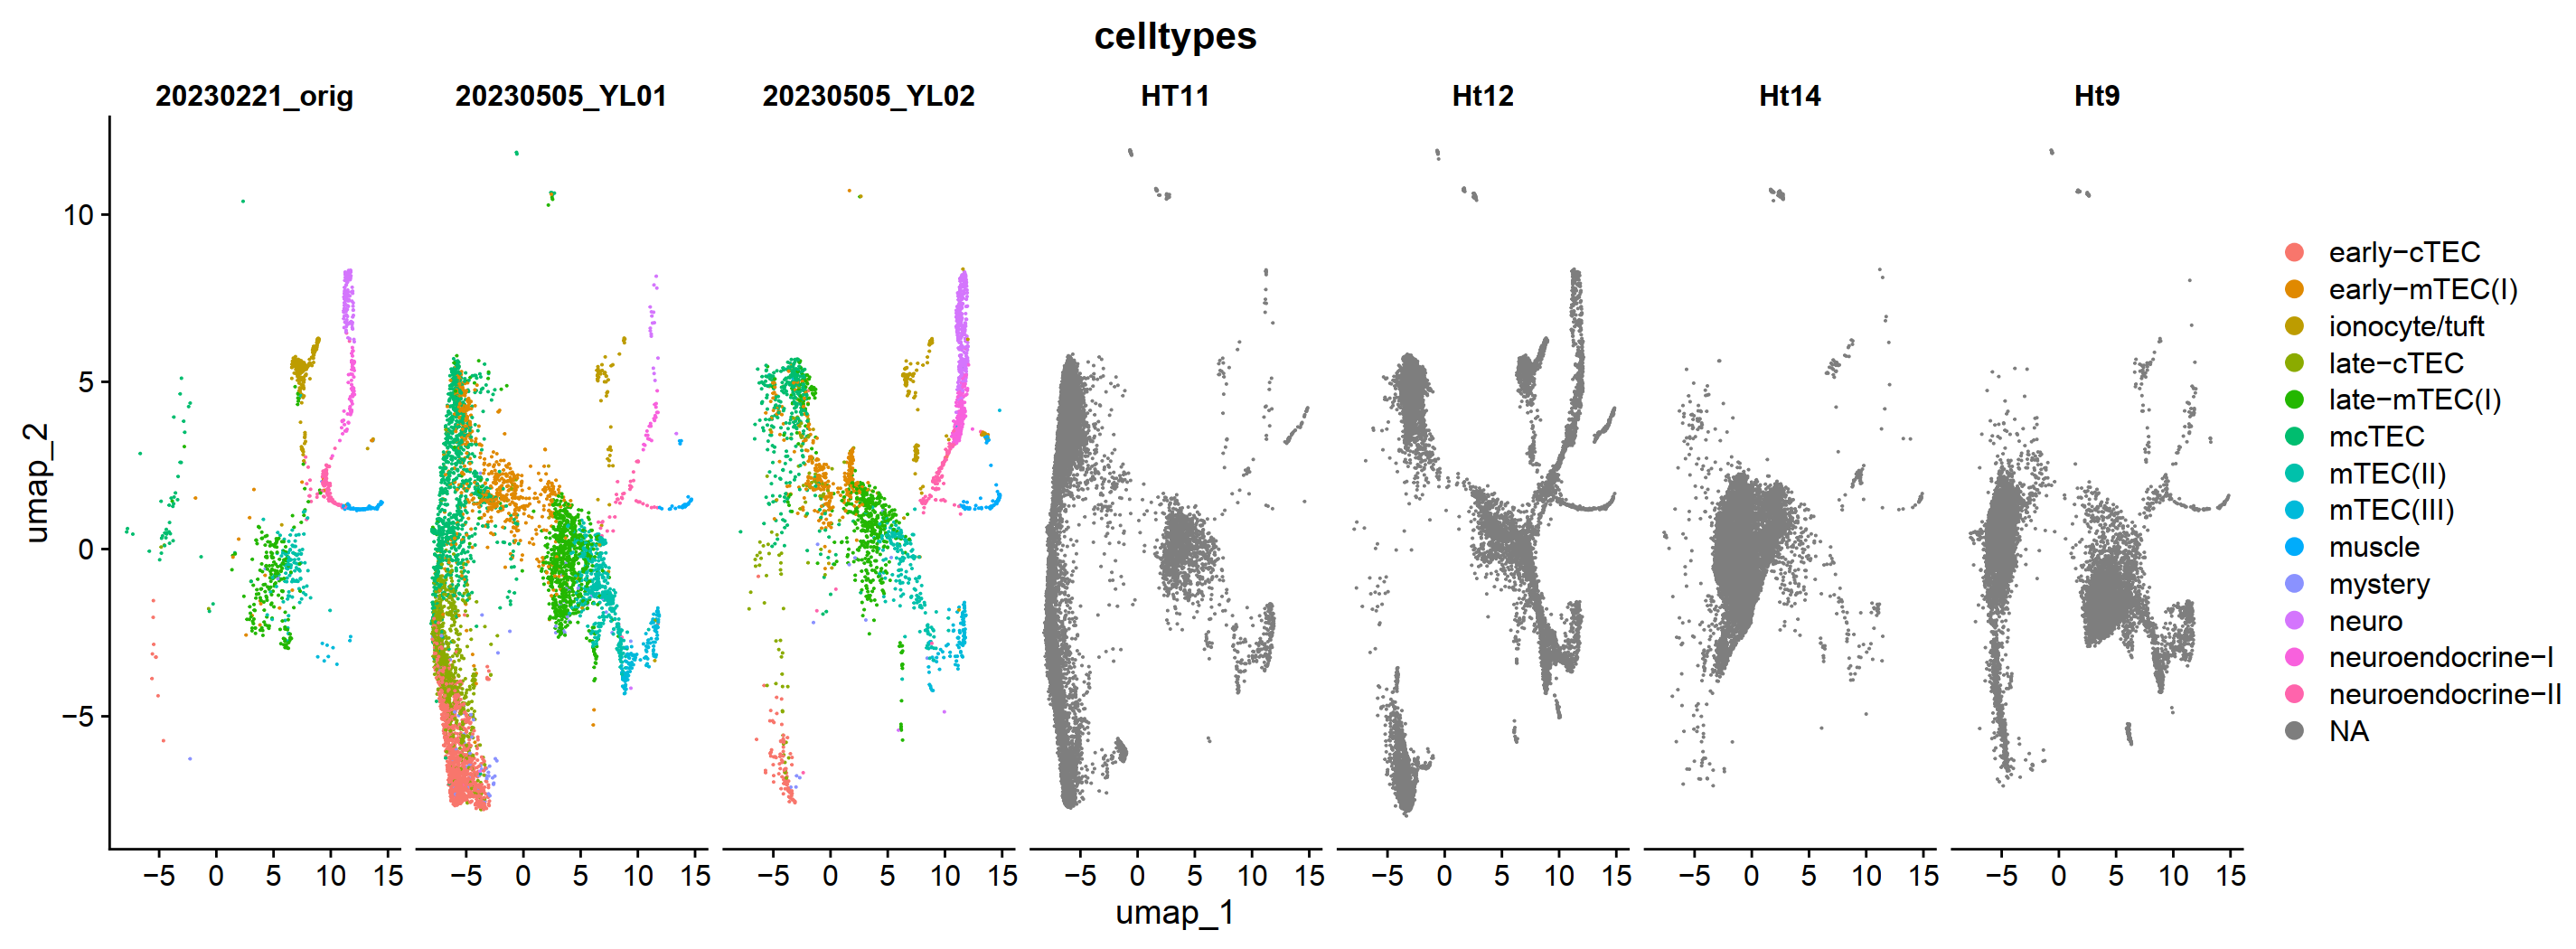 celltypes
20230221_orig 20230505_YL01 20230505_YL02 HT11 Ht12 Ht14 Ht9
10
5
0
−5
umap_2
−5 0 5 10 15 −5 0 5 10 15 −5 0 5 10 15 −5 0 5 10 15 −5 0 5 10 15 −5 0 5 10 15 −5 0 5 10 15
umap_1
early−cTEC
early−mTEC(I)
ionocyte/tuft
late−cTEC
late−mTEC(I)
mcTEC
mTEC(II)
mTEC(III)
muscle
mystery
neuro
neuroendocrine−I
neuroendocrine−II
NA